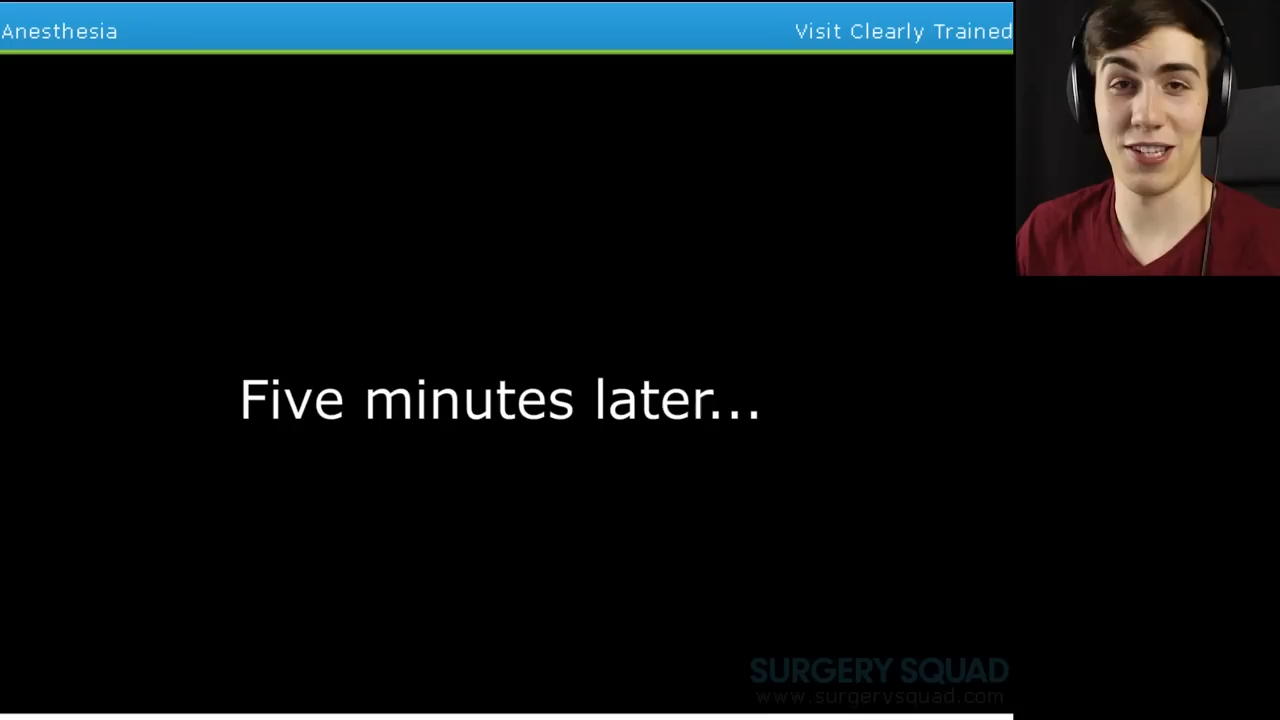 Anesthesia
Visit Clearly Trained
Five minutes later...
SURGERY SQUAD
www.surgerysquad.com